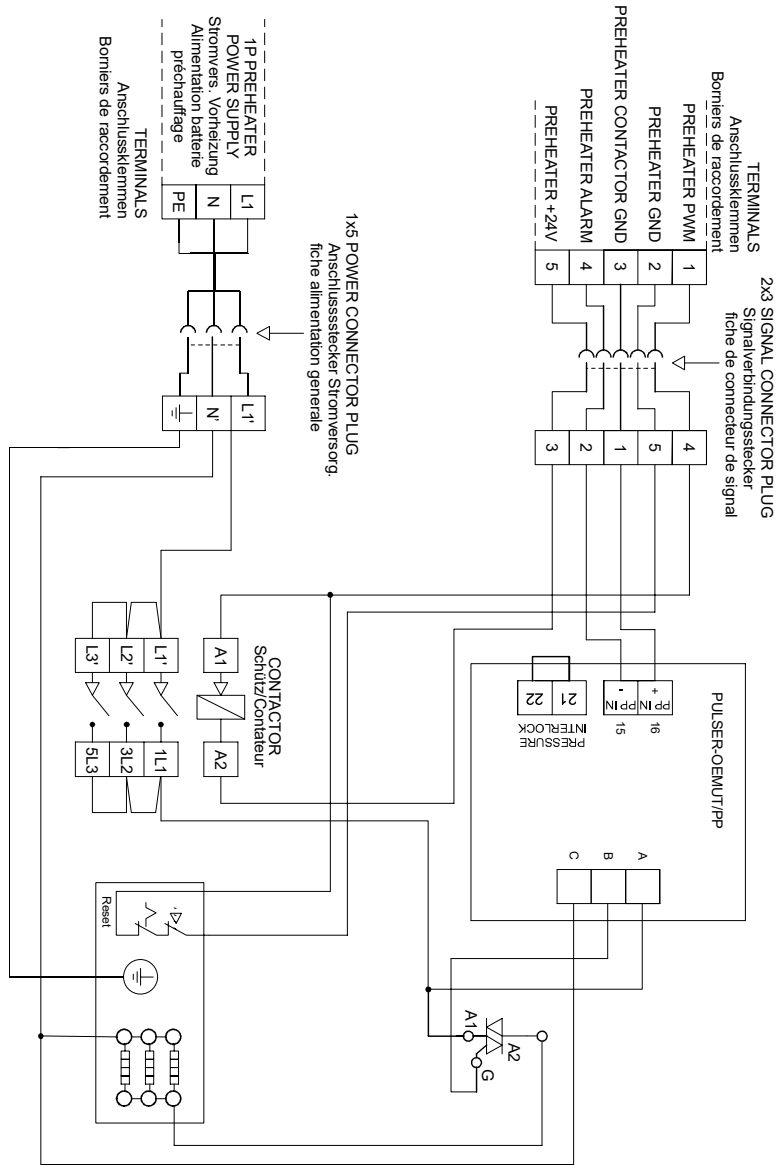 2x3 SIGNAL CONNECTOR PLUG
Signalverbindungsstecker
fiche de connecteur de signal
TERMINALS
Anschlussklemmen
Borniers de raccordement
PREHEATER PWM
PREHEATER GND
PREHEATER CONTACTOR GND
PREHEATER ALARM
PREHEATER +24V
1
2
3
4
5
4
5
1
2
3
PULSER-OEMUT/PP
+
PP IN
16
-
PP IN
15
21
22
PRESSURE
INTERLOCK
A
B
C
A1
A2
G
1x5 POWER CONNECTOR PLUG
Anschlussstecker Stromversorg.
fiche alimentation generale
1P PREHEATER
POWER SUPPLY
Stromvers. Vorheizung
Alimentation batterie
préchauffage
L1
N
PE
L1'
N'
TERMINALS
Anschlussklemmen
Borniers de raccordement
CONTACTOR
Schütz/Contateur
A1
A2
L1'
L2'
L3'
1L1
3L2
5L3
Reset